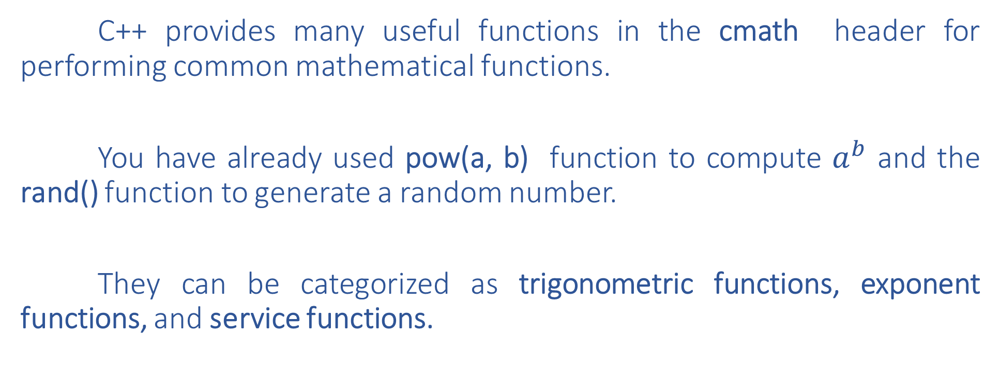 C++ provides many useful functions in the cmath header for
performing common mathematical functions.
You have already used pow(a, b) function to compute a^b and the
rand() function to generate a random number.
They can be categorized as trigonometric functions, exponent
functions, and service functions.